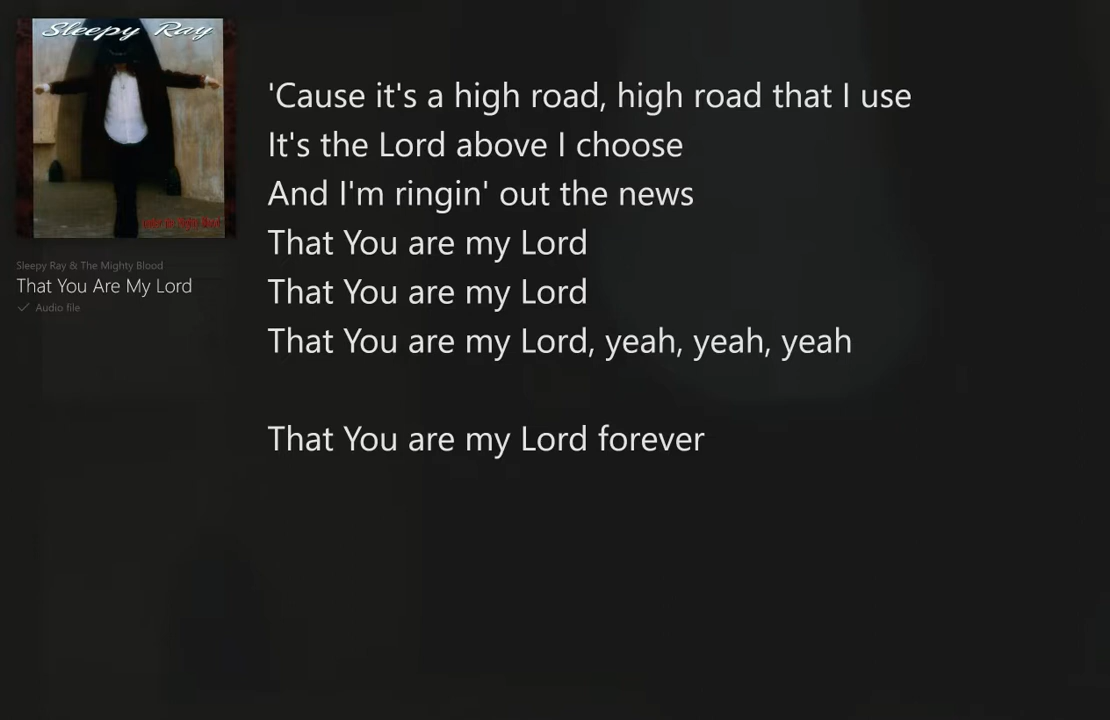 Sleepy Ray
Sleepy Ray & The Mighty Blood
That You Are My Lord
Audio file
'Cause it's a high road, high road that I use
It's the Lord above I choose
And I'm ringin' out the news
That You are my Lord
That You are my Lord
That You are my Lord, yeah, yeah, yeah
That You are my Lord forever